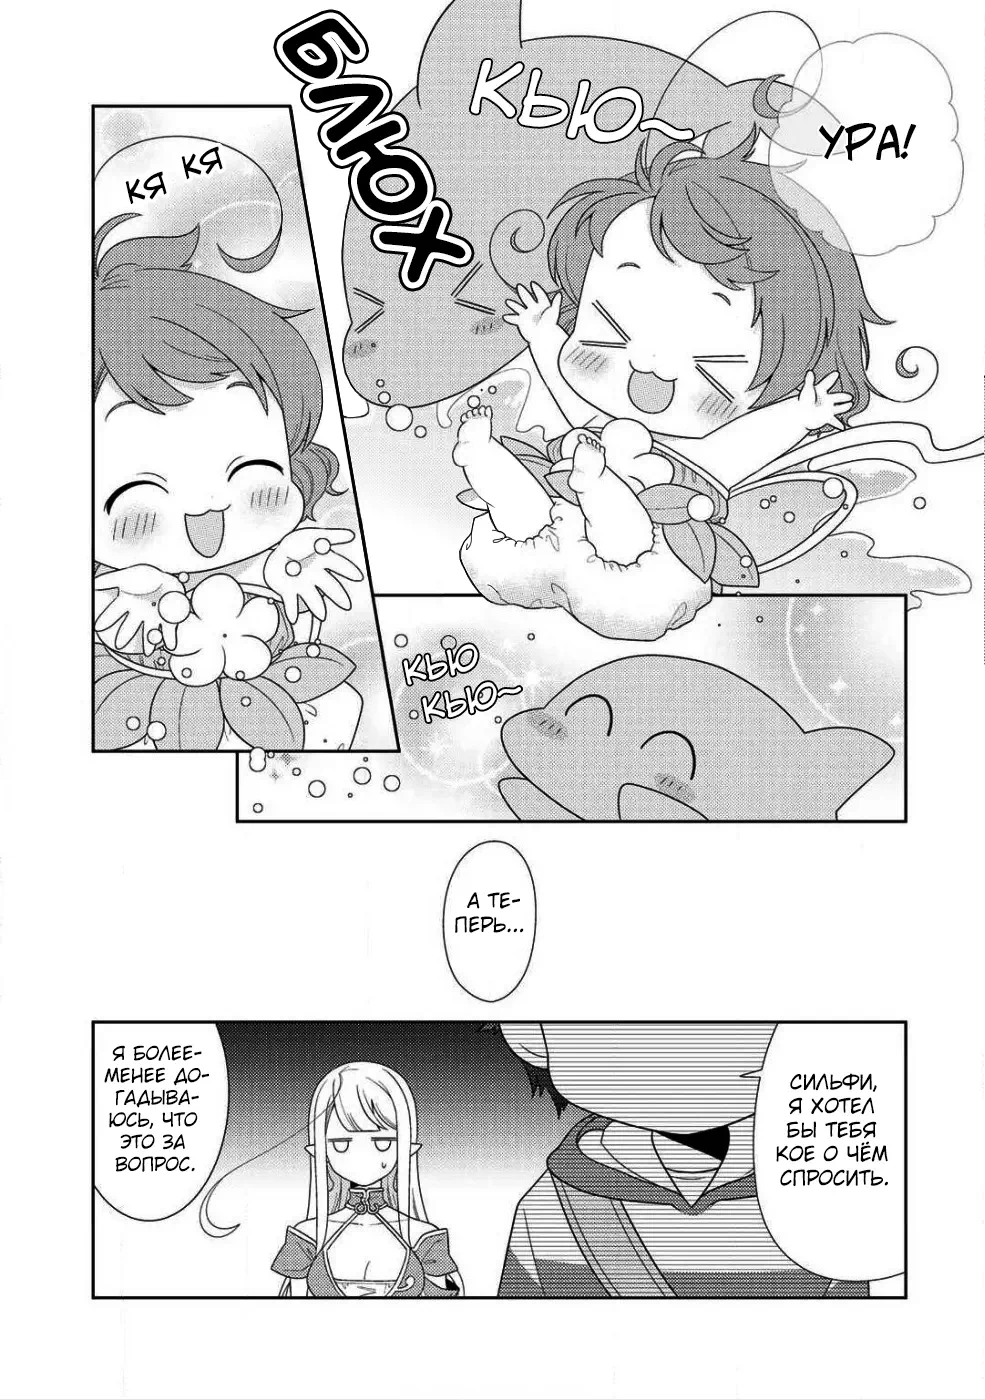 УРА!
КЬЮ~
БЛЮХ
КЯ КЯ
КЬЮ
КЬЮ~
А ТЕ-
ПЕРЬ...
СИЛЬФИ,
Я ХОТЕЛ
БЫ ТЕБЯ
КОЕ О ЧЁМ
СПРОСИТЬ.
Я БОЛЕЕ-
МЕНЕЕ ДО-
ГАДЫВА-
ЮСЬ, ЧТО
ЭТО ЗА
ВОПРОС.